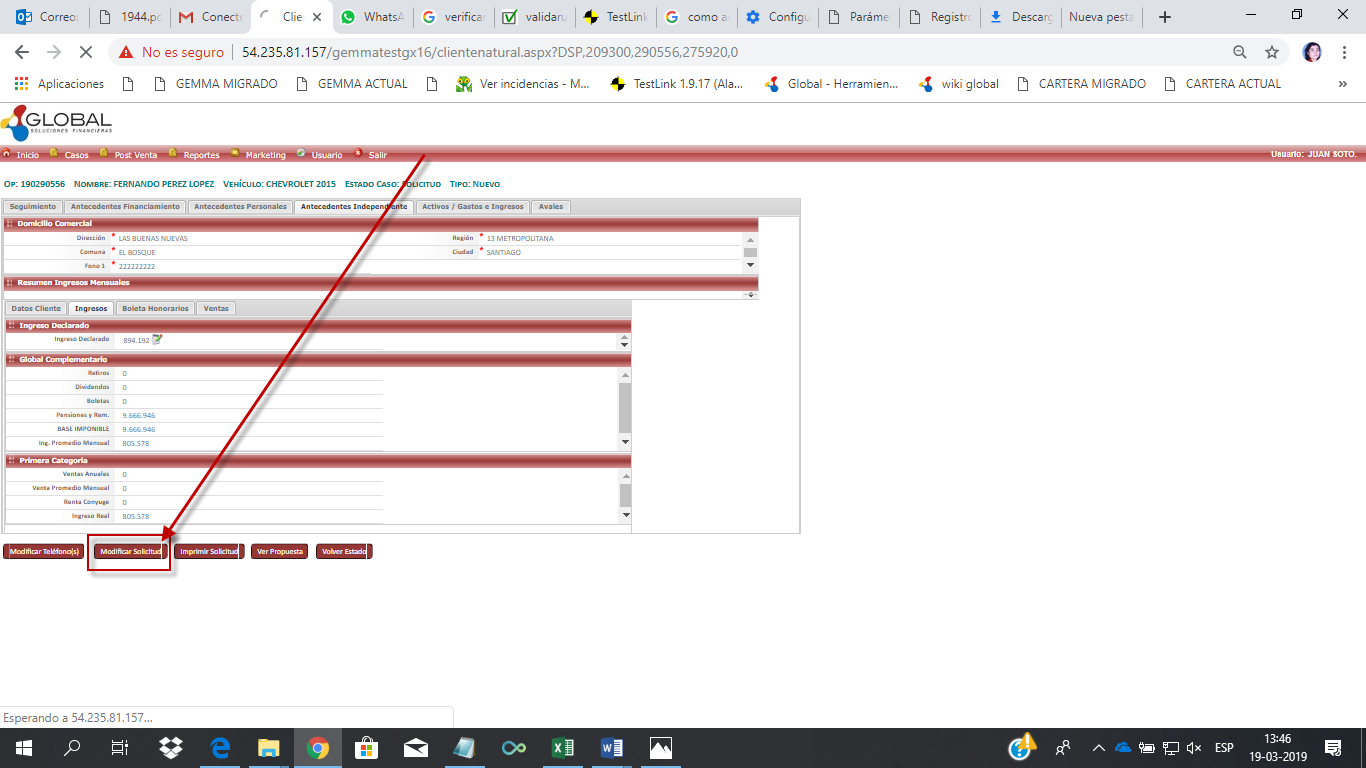 Correo:
1944.pd
Conecte
Clien
WhatsA
verificar
validaru
TestLink
como a
Configu
Paráme
Registro
Descarg
Nueva pesta
No es seguro | 54.235.81.157/gemmatestgx16/clientenatural.aspx?DSP,209300,290556,275920,0
Aplicaciones
GEMMA MIGRADO
GEMMA ACTUAL
Ver incidencias - M...
TestLink 1.9.17 (Ala...
Global - Herramien...
wiki global
CARTERA MIGRADO
CARTERA ACTUAL
»
GLOBAL
SOLUCIONES FINANCIERAS
Inicio Casos Post Venta Reportes Marketing Usuario Salir Usuario: JUAN SOTO.
Op: 190290556 Nombre: FERNANDO PEREZ LOPEZ Vehículo: CHEVROLET 2015 Estado Caso: Solicitud Tipo: Nuevo
Seguimiento Antecedentes Financiamiento Antecedentes Personales Antecedentes Independiente Activos / Gastos e Ingresos Avales
Domicilio Comercial
Dirección * LAS BUENAS NUEVAS Región * 13 METROPOLITANA
Comuna * EL BOSQUE Ciudad * SANTIAGO
Fono 1 * 222222222
Resumen Ingresos Mensuales
Datos Cliente Ingresos Boleta Honorarios Ventas
Ingreso Declarado
Ingreso Declarado 894.192
Global Complementario
Retiros 0
Dividendos 0
Boletas 0
Pensiones y Rem. 9.666.946
BASE IMPONIBLE 9.666.946
Ing. Promedio Mensual 805.578
Primera Categoria
Ventas Anuales 0
Venta Promedio Mensual 0
Renta Conyuge 0
Ingreso Real 805.578
Modificar Teléfono(s) Modificar Solicitud Imprimir Solicitud Ver Propuesta Volver Estado
Esperando a 54.235.81.157...
ESP
13:46
19-03-2019